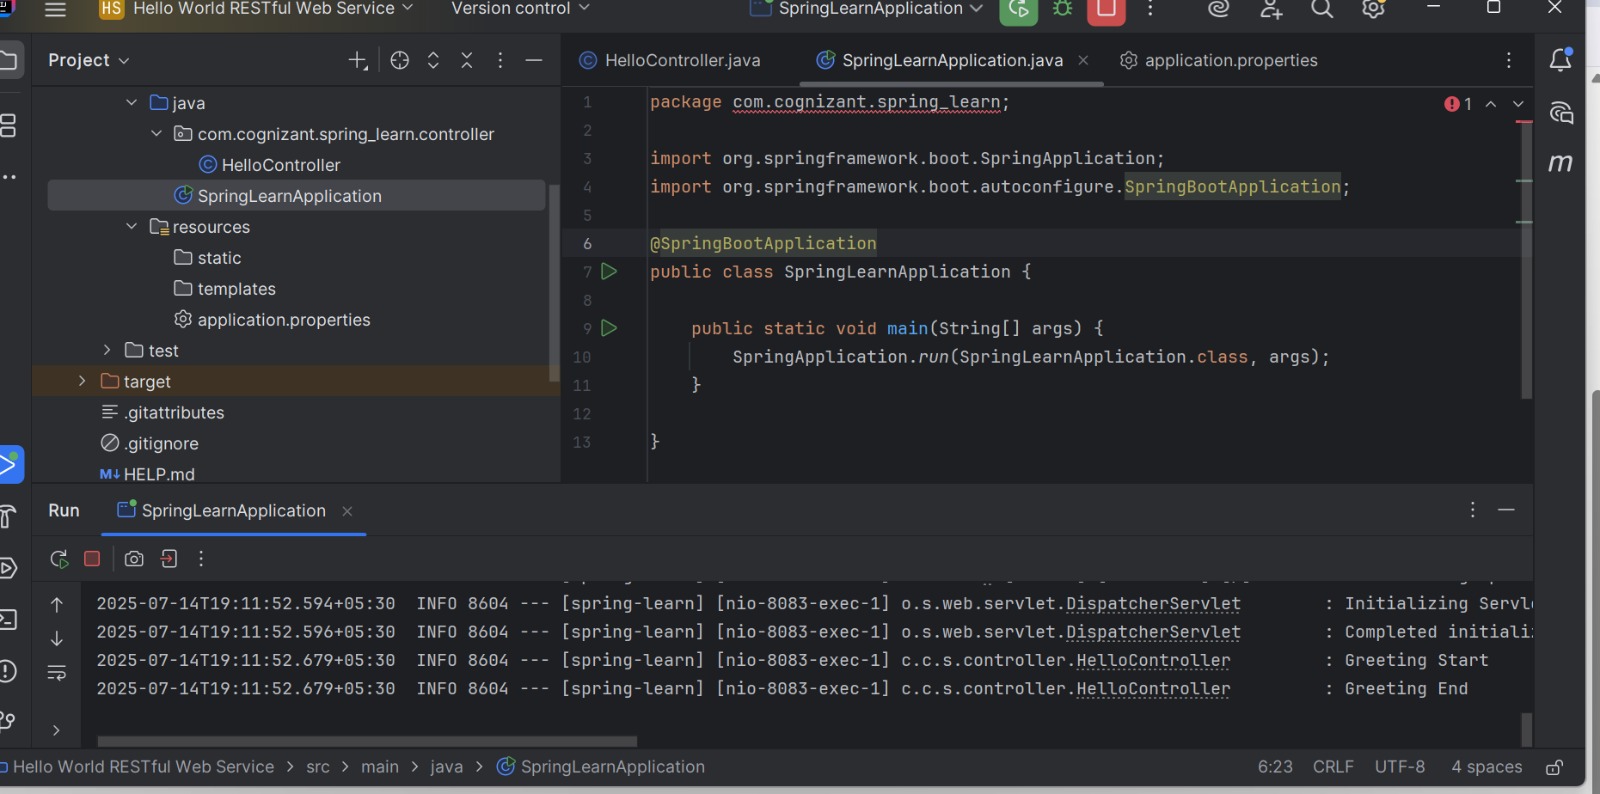 HS Hello World RESTful Web Service Version control SpringLearnApplication
Project
HelloController.java SpringLearnApplication.java application.properties
java
com.cognizant.spring_learn.controller
HelloController
SpringLearnApplication
resources
static
templates
application.properties
test
target
.gitattributes
.gitignore
M↓ HELP.md
1 package com.cognizant.spring_learn;
1
2
3 import org.springframework.boot.SpringApplication;
4 import org.springframework.boot.autoconfigure.SpringBootApplication;
5
6 @SpringBootApplication
7 public class SpringLearnApplication {
8
9 public static void main(String[] args) {
10 SpringApplication.run(SpringLearnApplication.class, args);
11 }
12
13 }
m
Run SpringLearnApplication
2025-07-14T19:11:52.594+05:30 INFO 8604 --- [spring-learn] [nio-8083-exec-1] o.s.web.servlet.DispatcherServlet : Initializing Servl
2025-07-14T19:11:52.596+05:30 INFO 8604 --- [spring-learn] [nio-8083-exec-1] o.s.web.servlet.DispatcherServlet : Completed initiali
2025-07-14T19:11:52.679+05:30 INFO 8604 --- [spring-learn] [nio-8083-exec-1] c.c.s.controller.HelloController : Greeting Start
2025-07-14T19:11:52.679+05:30 INFO 8604 --- [spring-learn] [nio-8083-exec-1] c.c.s.controller.HelloController : Greeting End
Hello World RESTful Web Service > src > main > java > SpringLearnApplication
6:23 CRLF UTF-8 4 spaces